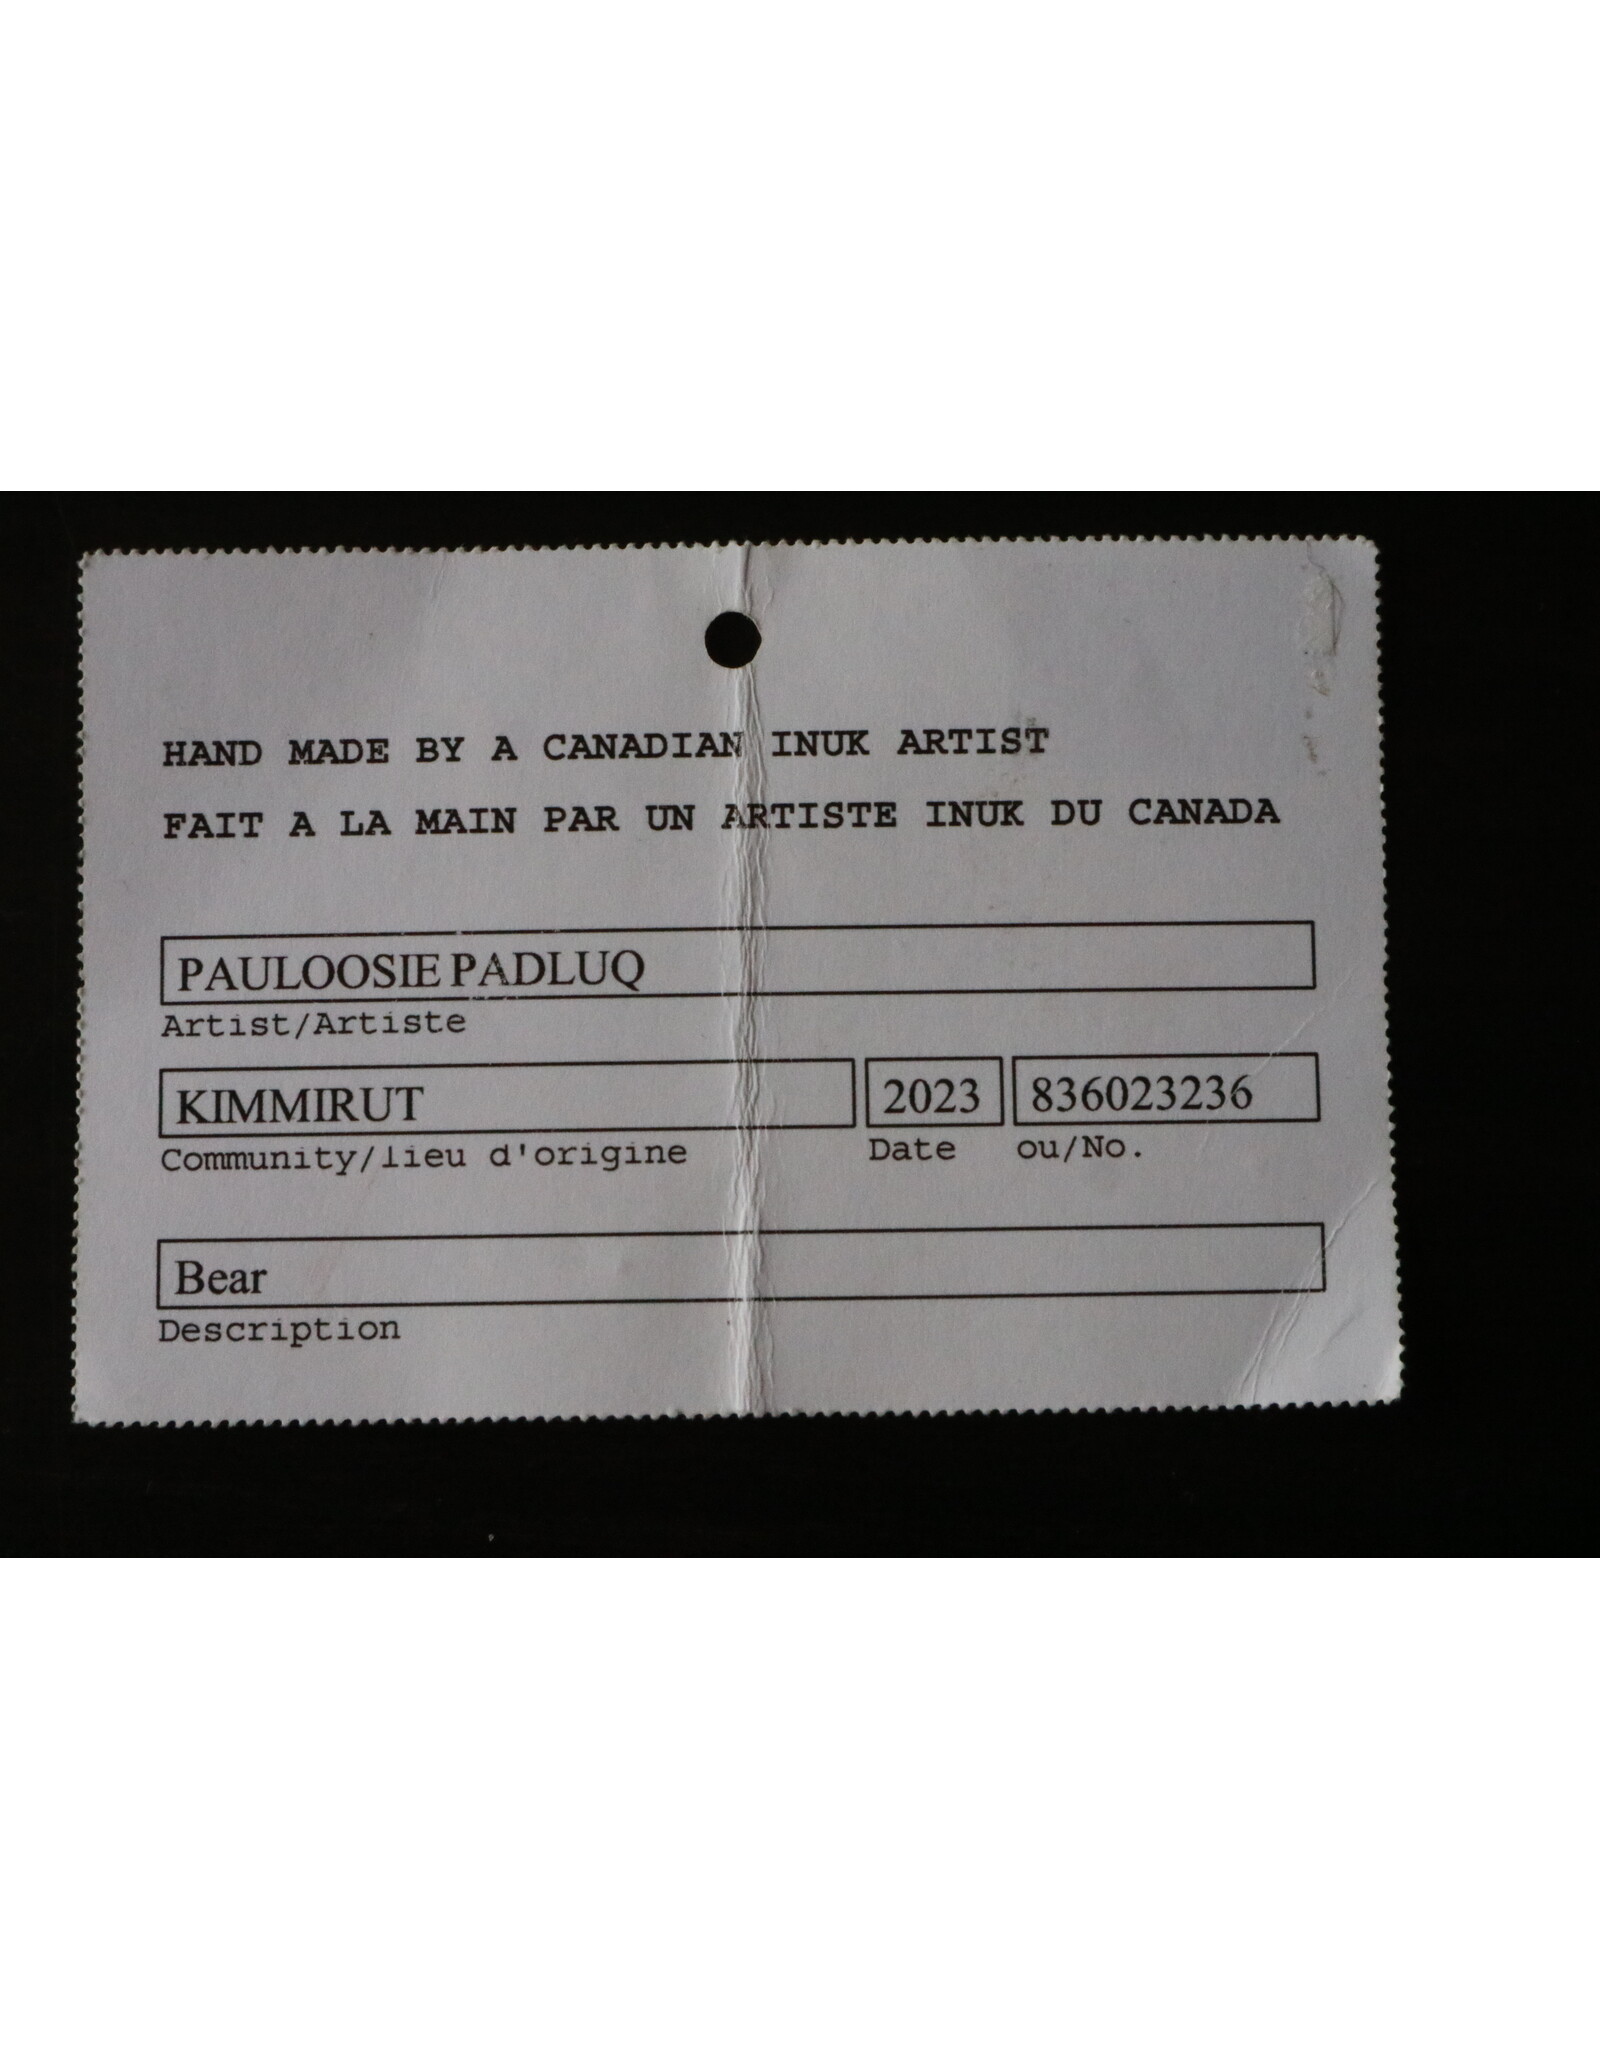 HAND MADE BY A CANADIAN INUK ARTIST
FAIT A LA MAIN PAR UN ARTISTE INUK DU CANADA
PAULOOSIE PADLUQ
Artist/Artiste
KIMMIRUT 2023 836023236
Community/lieu d'origine Date ou/No.
Bear
Description